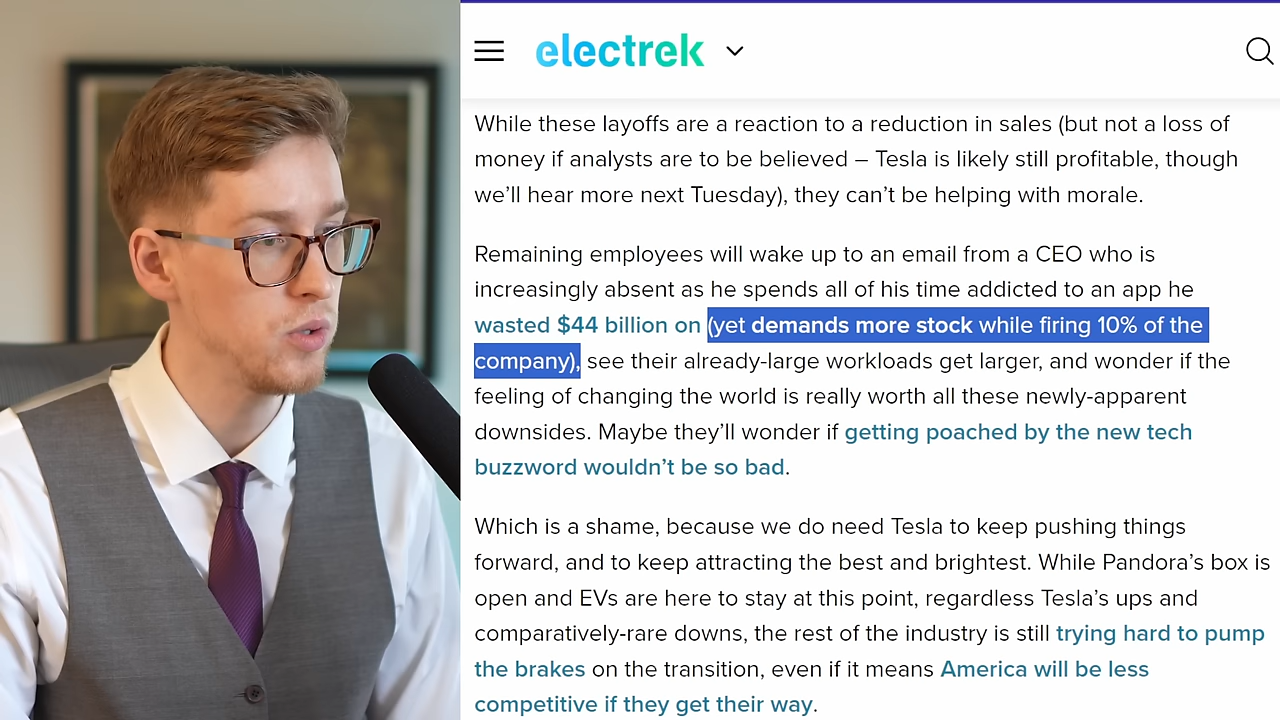 electrek
While these layoffs are a reaction to a reduction in sales (but not a loss of
money if analysts are to be believed – Tesla is likely still profitable, though
we’ll hear more next Tuesday), they can’t be helping with morale.
Remaining employees will wake up to an email from a CEO who is
increasingly absent as he spends all of his time addicted to an app he
wasted $44 billion on (yet demands more stock while firing 10% of the
company), see their already-large workloads get larger, and wonder if the
feeling of changing the world is really worth all these newly-apparent
downsides. Maybe they’ll wonder if getting poached by the new tech
buzzword wouldn’t be so bad.
Which is a shame, because we do need Tesla to keep pushing things
forward, and to keep attracting the best and brightest. While Pandora’s box is
open and EVs are here to stay at this point, regardless Tesla’s ups and
comparatively-rare downs, the rest of the industry is still trying hard to pump
the brakes on the transition, even if it means America will be less
competitive if they get their way.